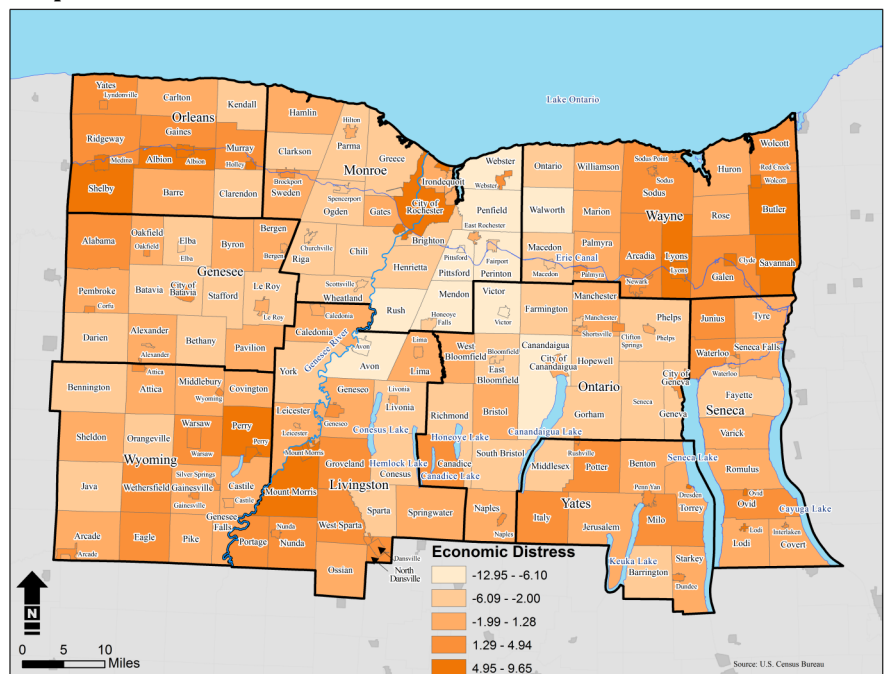 Lake Ontario
Yates
Lyndonville
Carlton
Kendall
Orleans
Gaines
Ridgeway
Murray
Medina
Albion
Albion
Holley
Shelby
Barre
Clarendon
Hamlin
Hilton
Parma
Clarkson
Greece
Monroe
Brockport
Sweden
Spencerport
Ogden
Gates
City of
Rochester
Irondequoit
Webster
Webster
Penfield
East Rochester
Brighton
Churchville
Riga
Chili
Henrietta
Pittsford
Pittsford
Fairport
Perinton
Scottsville
Wheatland
Rush
Mendon
Honeoye
Falls
Ontario
Williamson
Sodus Point
Sodus
Sodus
Huron
Wolcott
Red Creek
Wolcott
Walworth
Marion
Wayne
Rose
Butler
Macedon
Palmyra
Erie Canal
Arcadia
Lyons
Lyons
Clyde
Savannah
Macedon
Palmyra
Newark
Galen
Alabama
Oakfield
Oakfield
Elba
Elba
Byron
Bergen
Bergen
Genesee
Pembroke
Corfu
Batavia
City of
Batavia
Stafford
Le Roy
Le Roy
Darien
Alexander
Alexander
Bethany
Pavilion
Caledonia
Caledonia
Genesee River
Avon
Avon
Lima
Lima
York
Victor
Victor
Farmington
Manchester
Manchester
Shortsville
Clifton
Springs
Phelps
Phelps
West
Bloomfield
Bloomfield
East
Bloomfield
Canandaigua
City of
Canandaigua
Hopewell
City of
Geneva
Geneva
Ontario
Seneca
Gorham
Richmond
Bristol
Honeoye Lake
Canandaigua Lake
Canadice
Canadice Lake
South Bristol
Naples
Naples
Junius
Tyre
Waterloo
Seneca Falls
Waterloo
Fayette
Seneca
Varick
Romulus
Seneca Lake
Ovid
Ovid
Cayuga Lake
Lodi
Lodi
Interlaken
Covert
Bennington
Attica
Attica
Middlebury
Wyoming
Covington
Sheldon
Orangeville
Warsaw
Warsaw
Perry
Perry
Wyoming
Silver Springs
Castile
Castile
Java
Wethersfield
Gainesville
Gainesville
Genesee
Falls
Arcade
Arcade
Eagle
Pike
Portage
Leicester
Leicester
Geneseo
Geneseo
Livonia
Livonia
Conesus Lake
Mount Morris
Mount Morris
Groveland
Hemlock Lake
Conesus
Livingston
Sparta
Springwater
Nunda
Nunda
West Sparta
Ossian
Dansville
North
Dansville
Middlesex
Rushville
Potter
Benton
Penn Yan
Dresden
Torrey
Yates
Milo
Italy
Jerusalem
Keuka Lake
Barrington
Starkey
Dundee
Economic Distress
-12.95 - -6.10
-6.09 - -2.00
-1.99 - 1.28
1.29 - 4.94
4.95 - 9.65
N
0 5 10
Miles
Source: U.S. Census Bureau